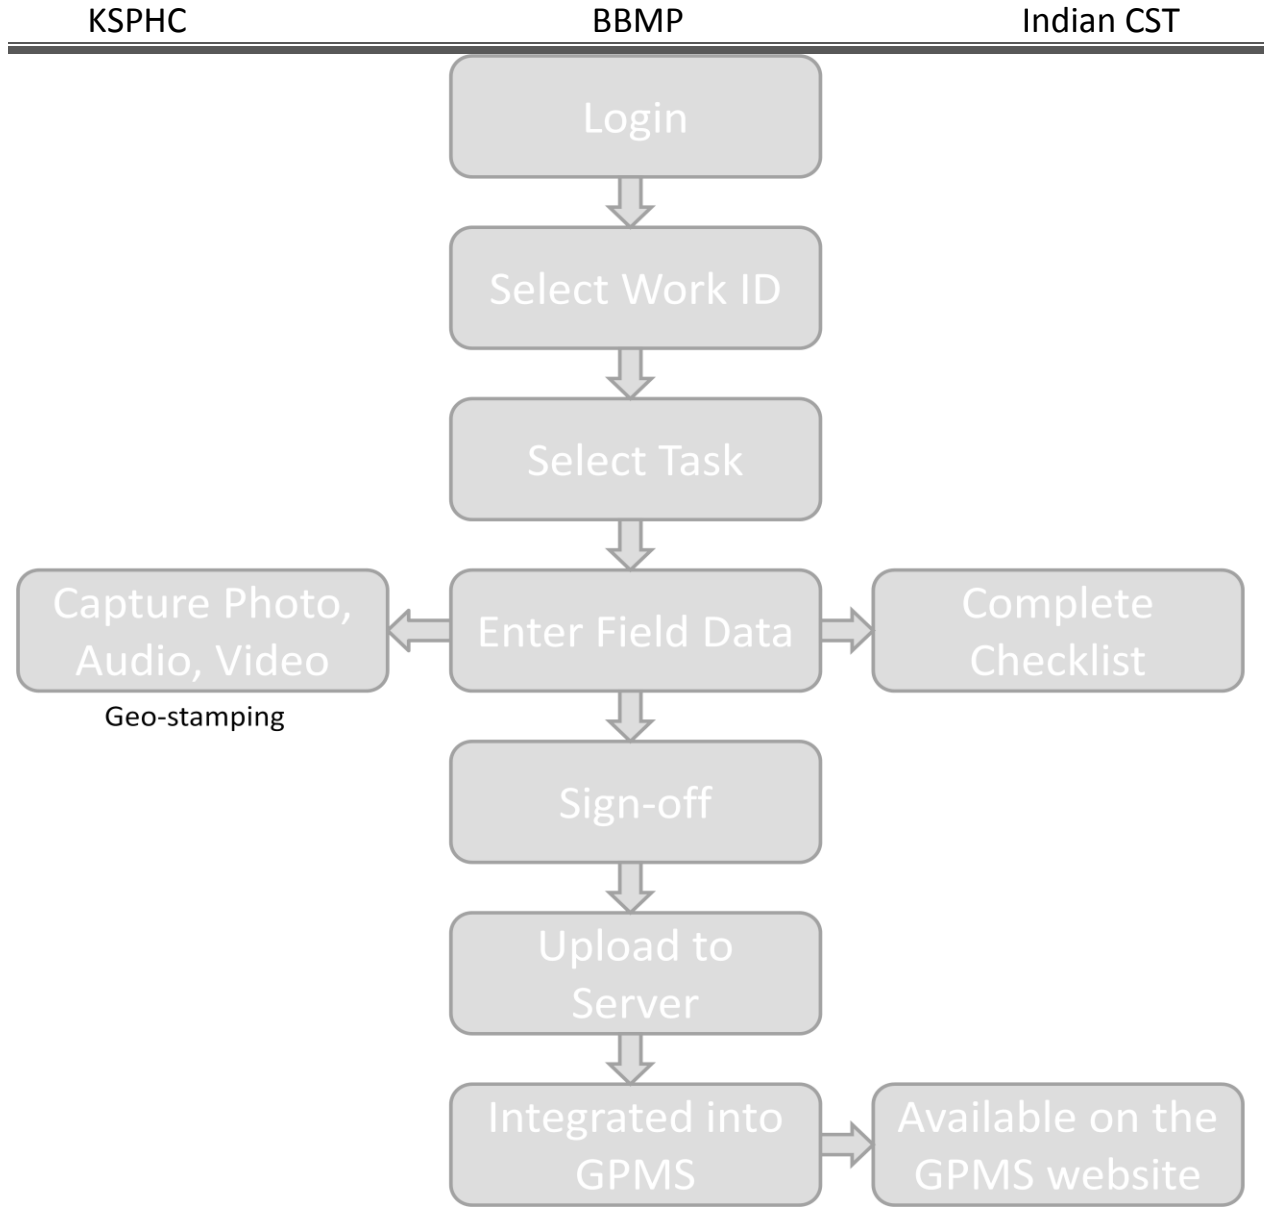 KSPHC BBMP Indian CST
Login
Select Work ID
Select Task
Capture Photo,
Audio, Video
Geo-stamping
Enter Field Data
Complete
Checklist
Sign-off
Upload to
Server
Integrated into
GPMS
Available on the
GPMS website